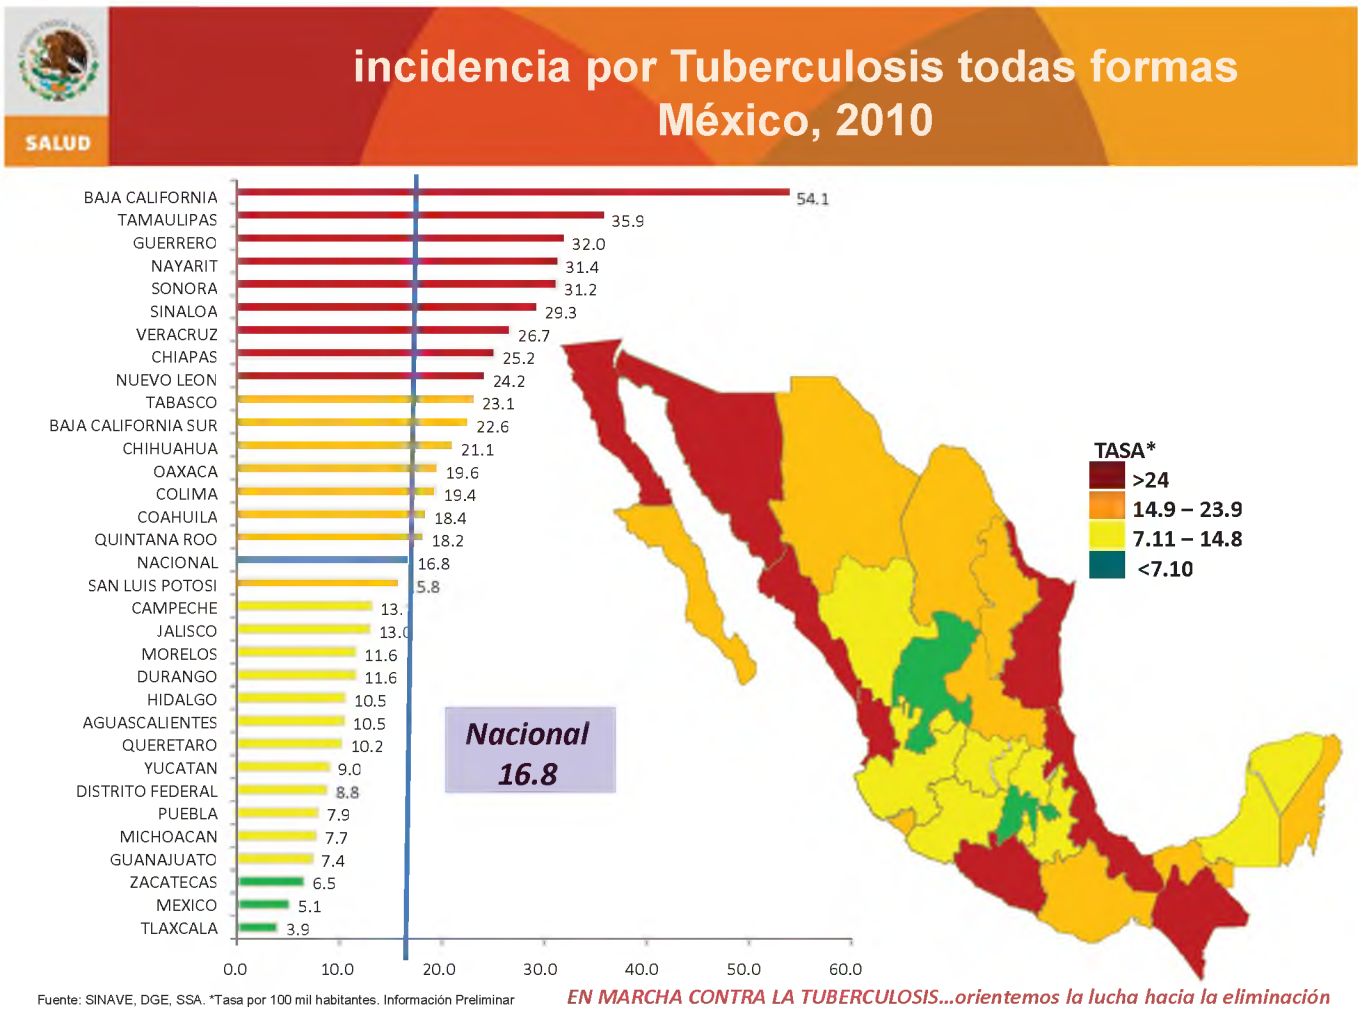 SALUD
incidencia por Tuberculosis todas formas
México, 2010
BAJA CALIFORNIA 54.1
TAMAULIPAS 35.9
GUERRERO 32.0
NAYARIT 31.4
SONORA 31.2
SINALOA 29.3
VERACRUZ 26.7
CHIAPAS 25.2
NUEVO LEON 24.2
TABASCO 23.1
BAJA CALIFORNIA SUR 22.6
CHIHUAHUA 21.1
OAXACA 19.6
COLIMA 19.4
COAHUILA 18.4
QUINTANA ROO 18.2
NACIONAL 16.8
SAN LUIS POTOSI 5.8
CAMPECHE 13.
JALISCO 13.0
MORELOS 11.6
DURANGO 11.6
HIDALGO 10.5
AGUASCALIENTES 10.5
QUERETARO 10.2
YUCATAN 9.0
DISTRITO FEDERAL 8.8
PUEBLA 7.9
MICHOACAN 7.7
GUANAJUATO 7.4
ZACATECAS 6.5
MEXICO 5.1
TLAXCALA 3.9
0.0 10.0 20.0 30.0 40.0 50.0 60.0
Nacional
16.8
TASA*
>24
14.9 – 23.9
7.11 – 14.8
<7.10
Fuente: SINAVE, DGE, SSA. *Tasa por 100 mil habitantes. Información Preliminar
EN MARCHA CONTRA LA TUBERCULOSIS...orientemos la lucha hacia la eliminación